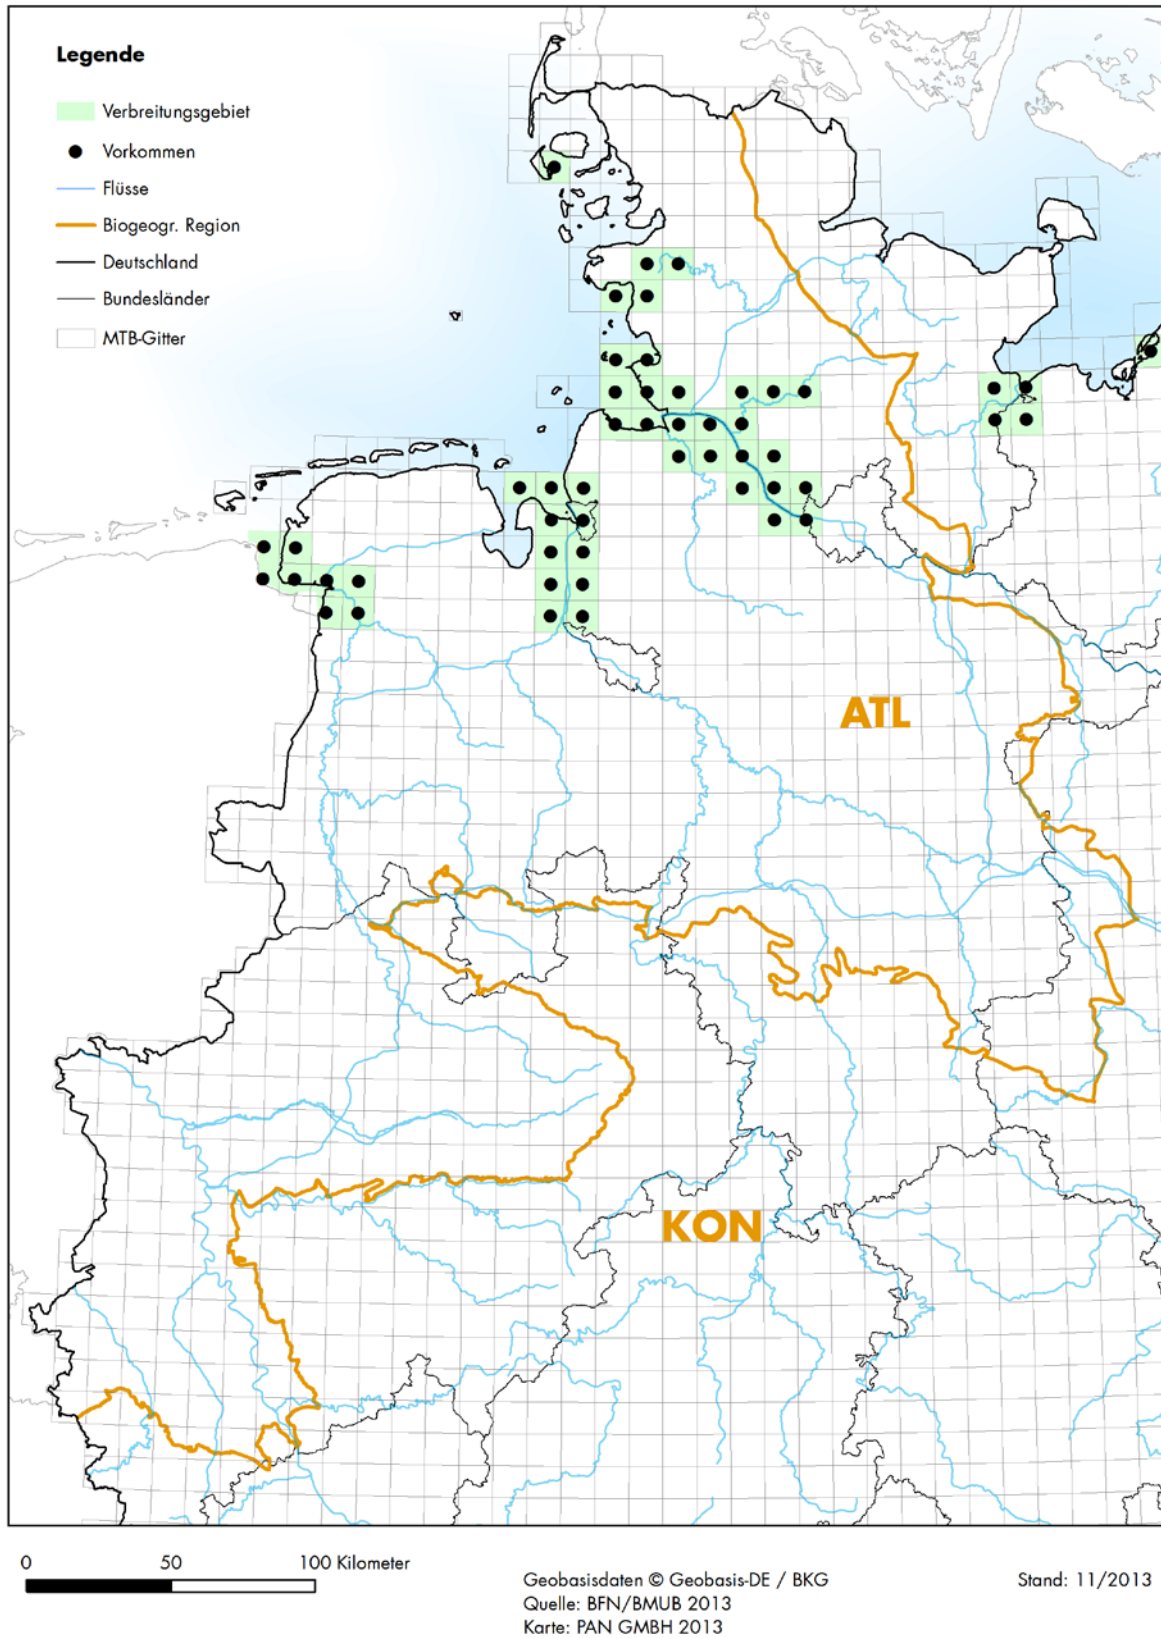 Legende
Verbreitungsgebiet
Vorkommen
Flüsse
Biogeogr. Region
Deutschland
Bundesländer
MTB-Gitter
ATL
KON
0 50 100 Kilometer
Geobasisdaten © Geobasis-DE / BKG
Quelle: BFN/BMUB 2013
Karte: PAN GMBH 2013
Stand: 11/2013